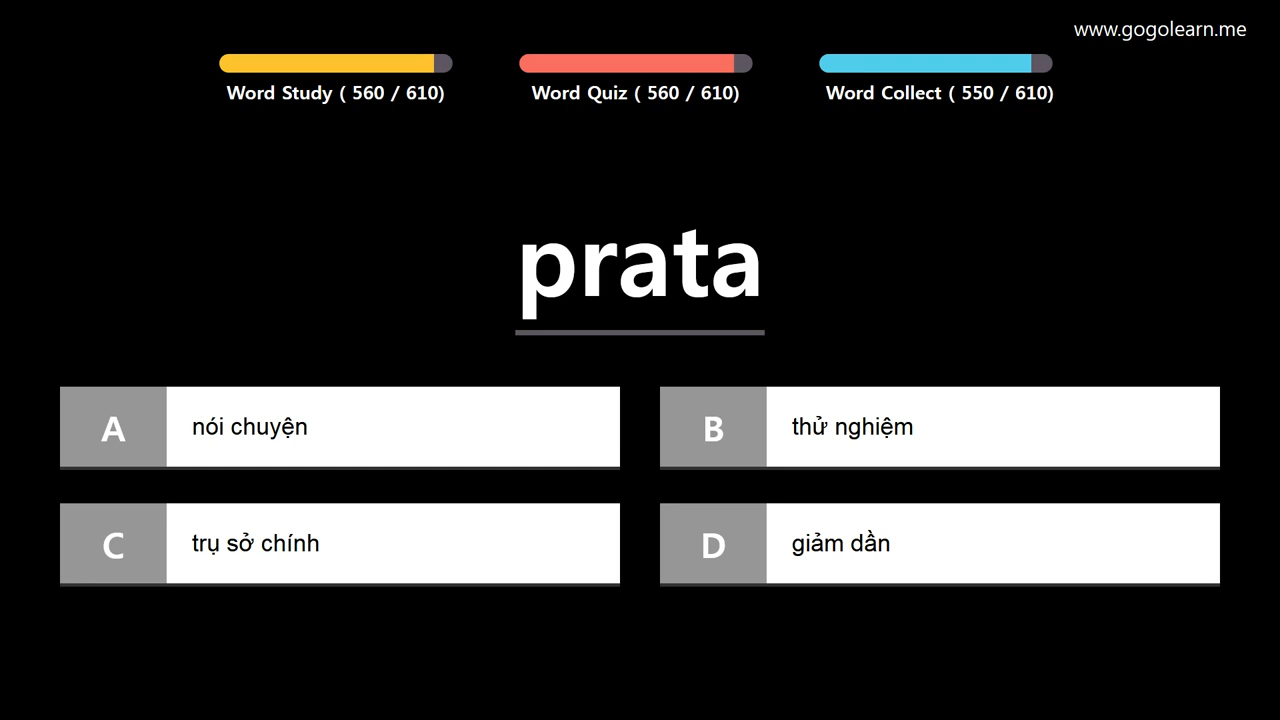 www.gogolearn.me
Word Study ( 560 / 610)
Word Quiz ( 560 / 610)
Word Collect ( 550 / 610)
prata
A
nói chuyện
B
thử nghiệm
C
trụ sở chính
D
giảm dần